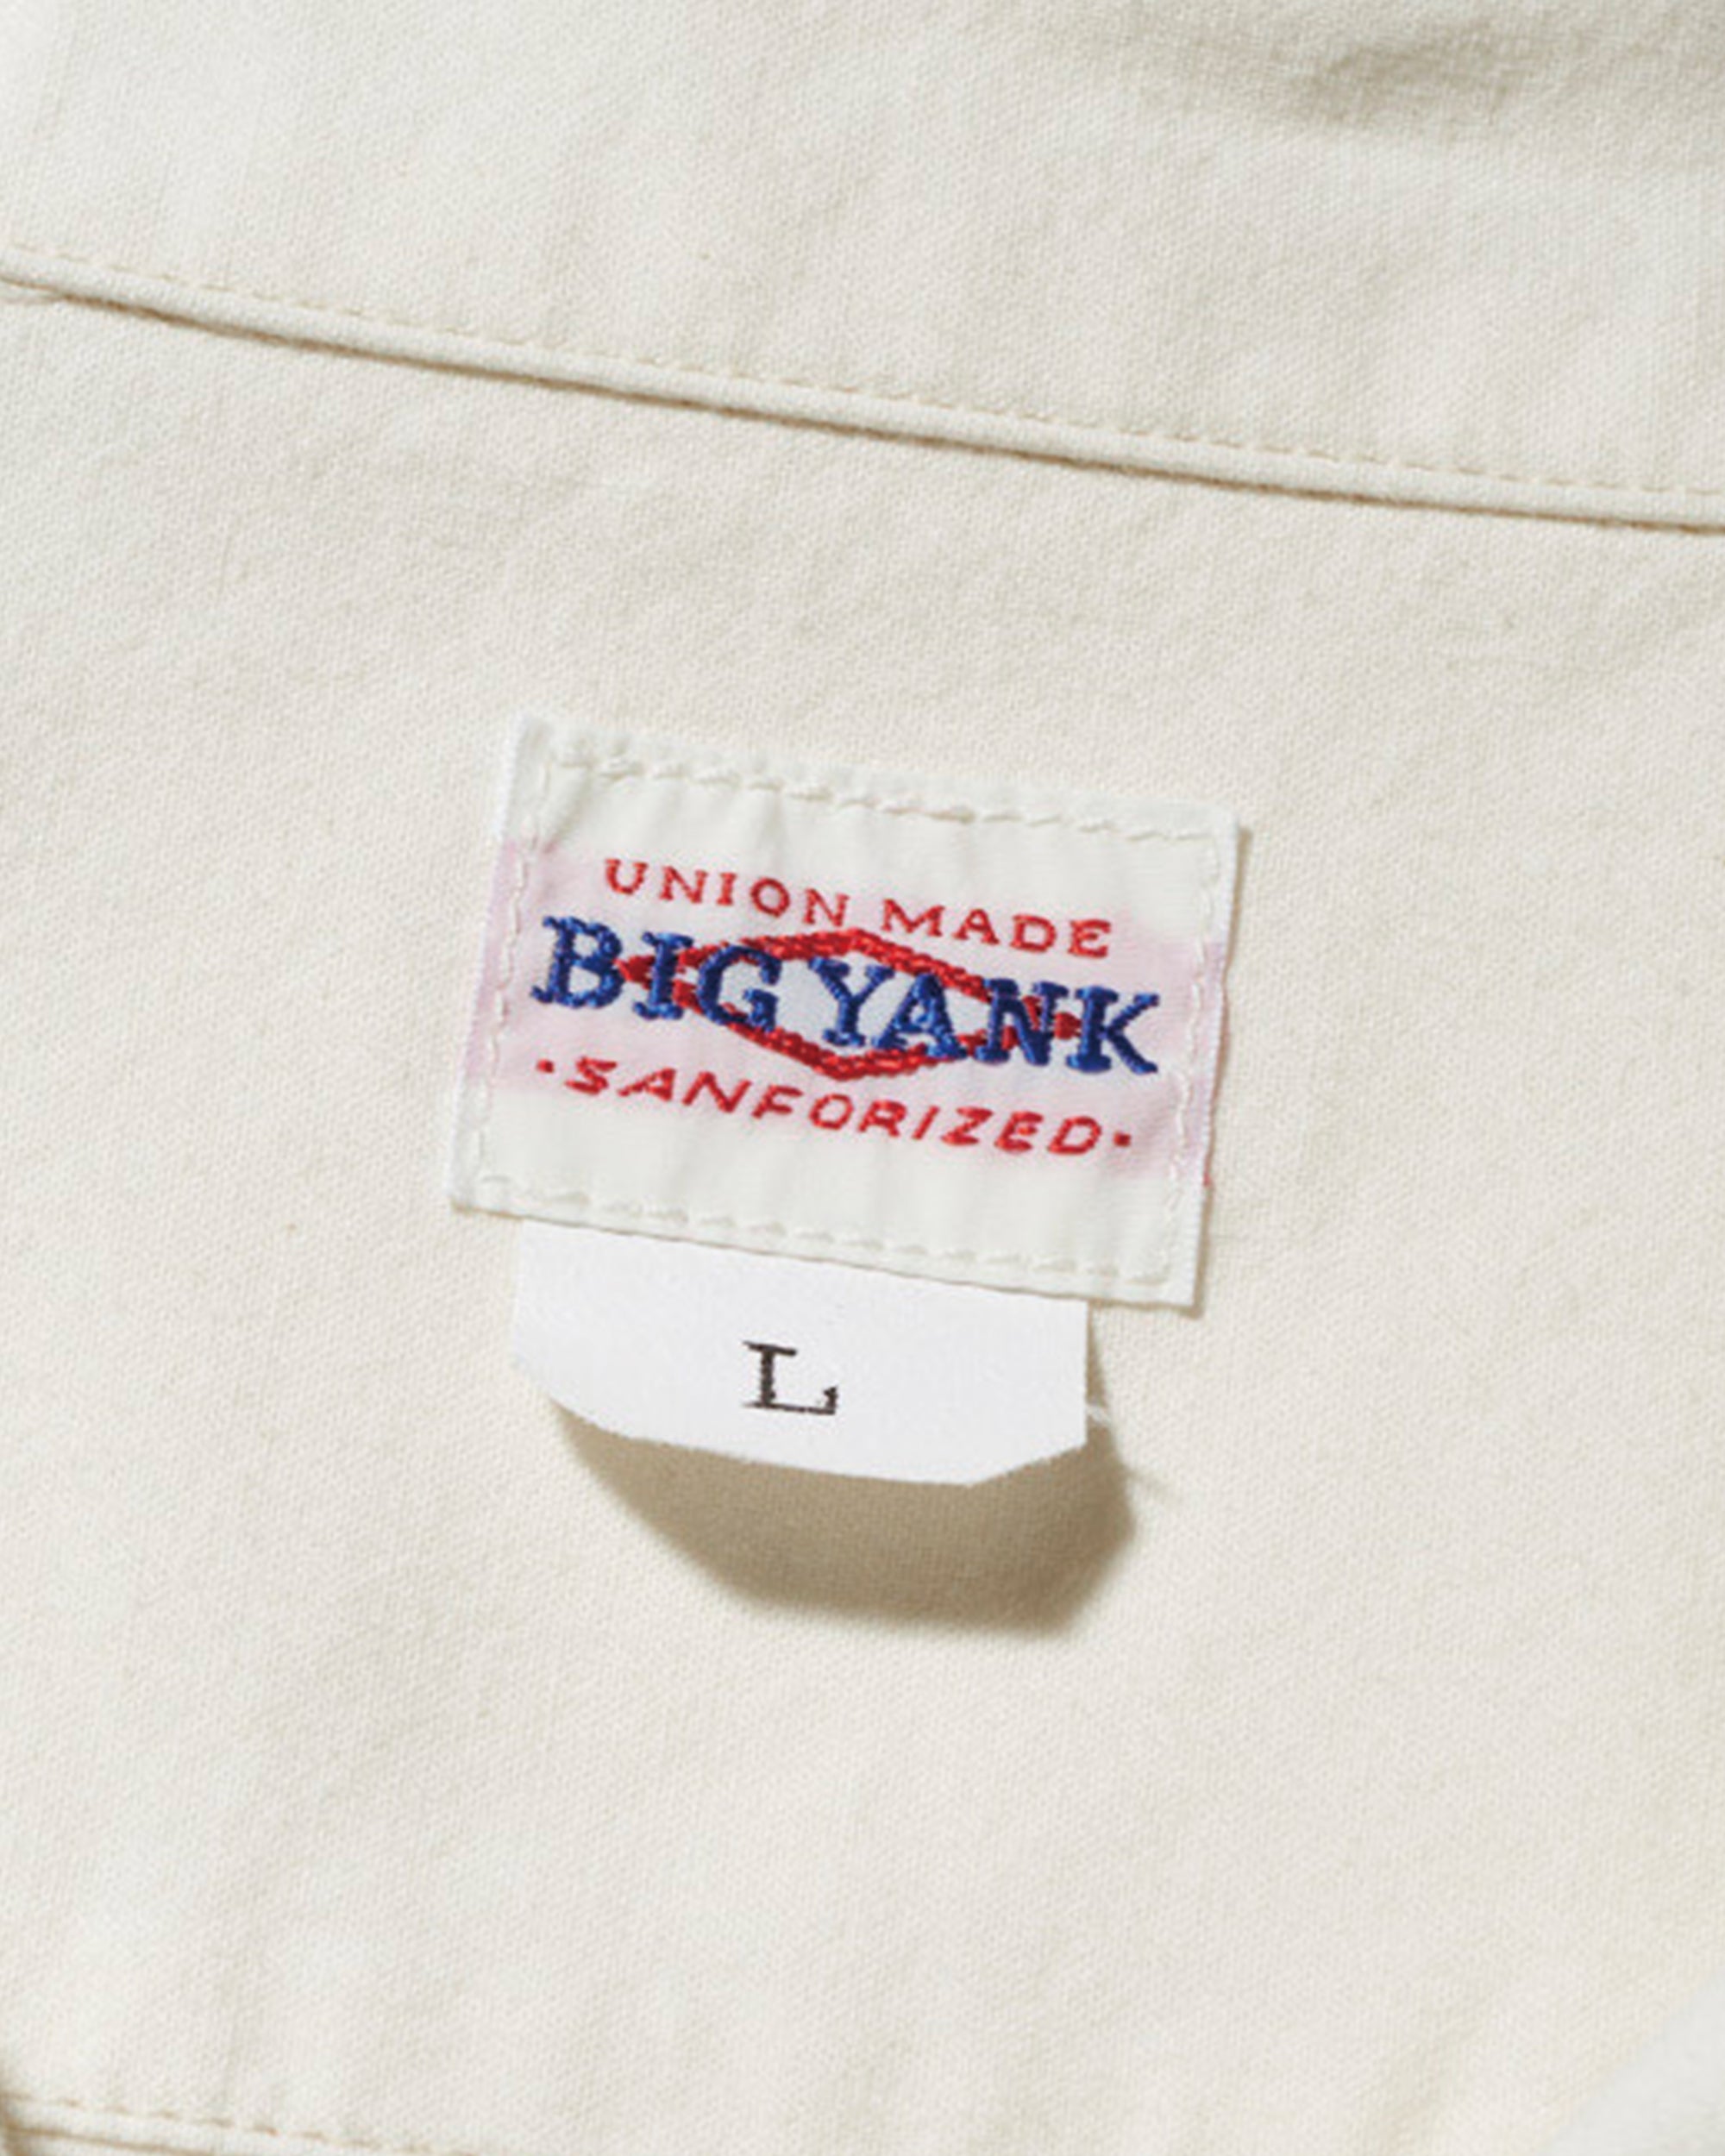 UNION MADE
BIG YANK
·SANFORIZED·
L